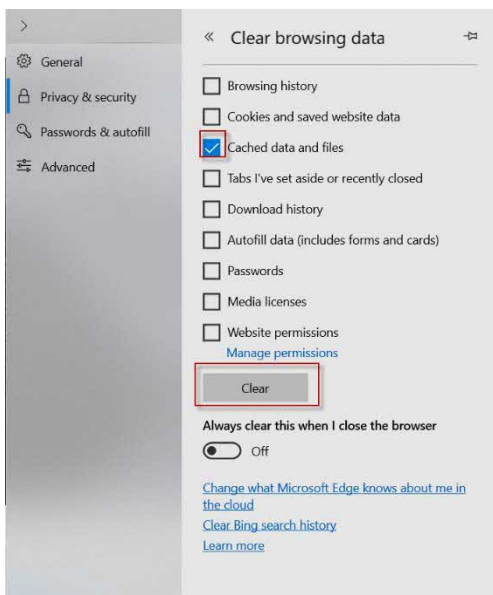 General
Privacy & security
Passwords & autofill
Advanced
Clear browsing data
Browsing history
Cookies and saved website data
Cached data and files
Tabs I've set aside or recently closed
Download history
Autofill data (includes forms and cards)
Passwords
Media licenses
Website permissions
Manage permissions
Clear
Always clear this when I close the browser
Off
Change what Microsoft Edge knows about me in
the cloud
Clear Bing search history
Learn more